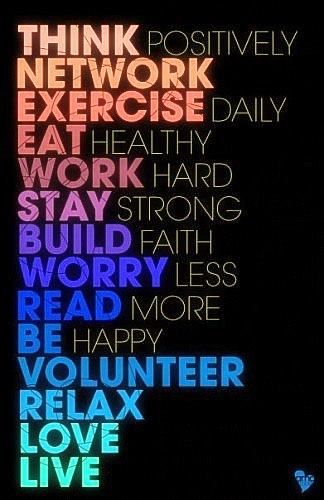 THINK POSITIVELY
NETWORK
EXERCISE DAILY
EAT HEALTHY
WORK HARD
STAY STRONG
BUILD FAITH
WORRY LESS
READ MORE
BE HAPPY
VOLUNTEER
RELAX
LOVE
LIVE